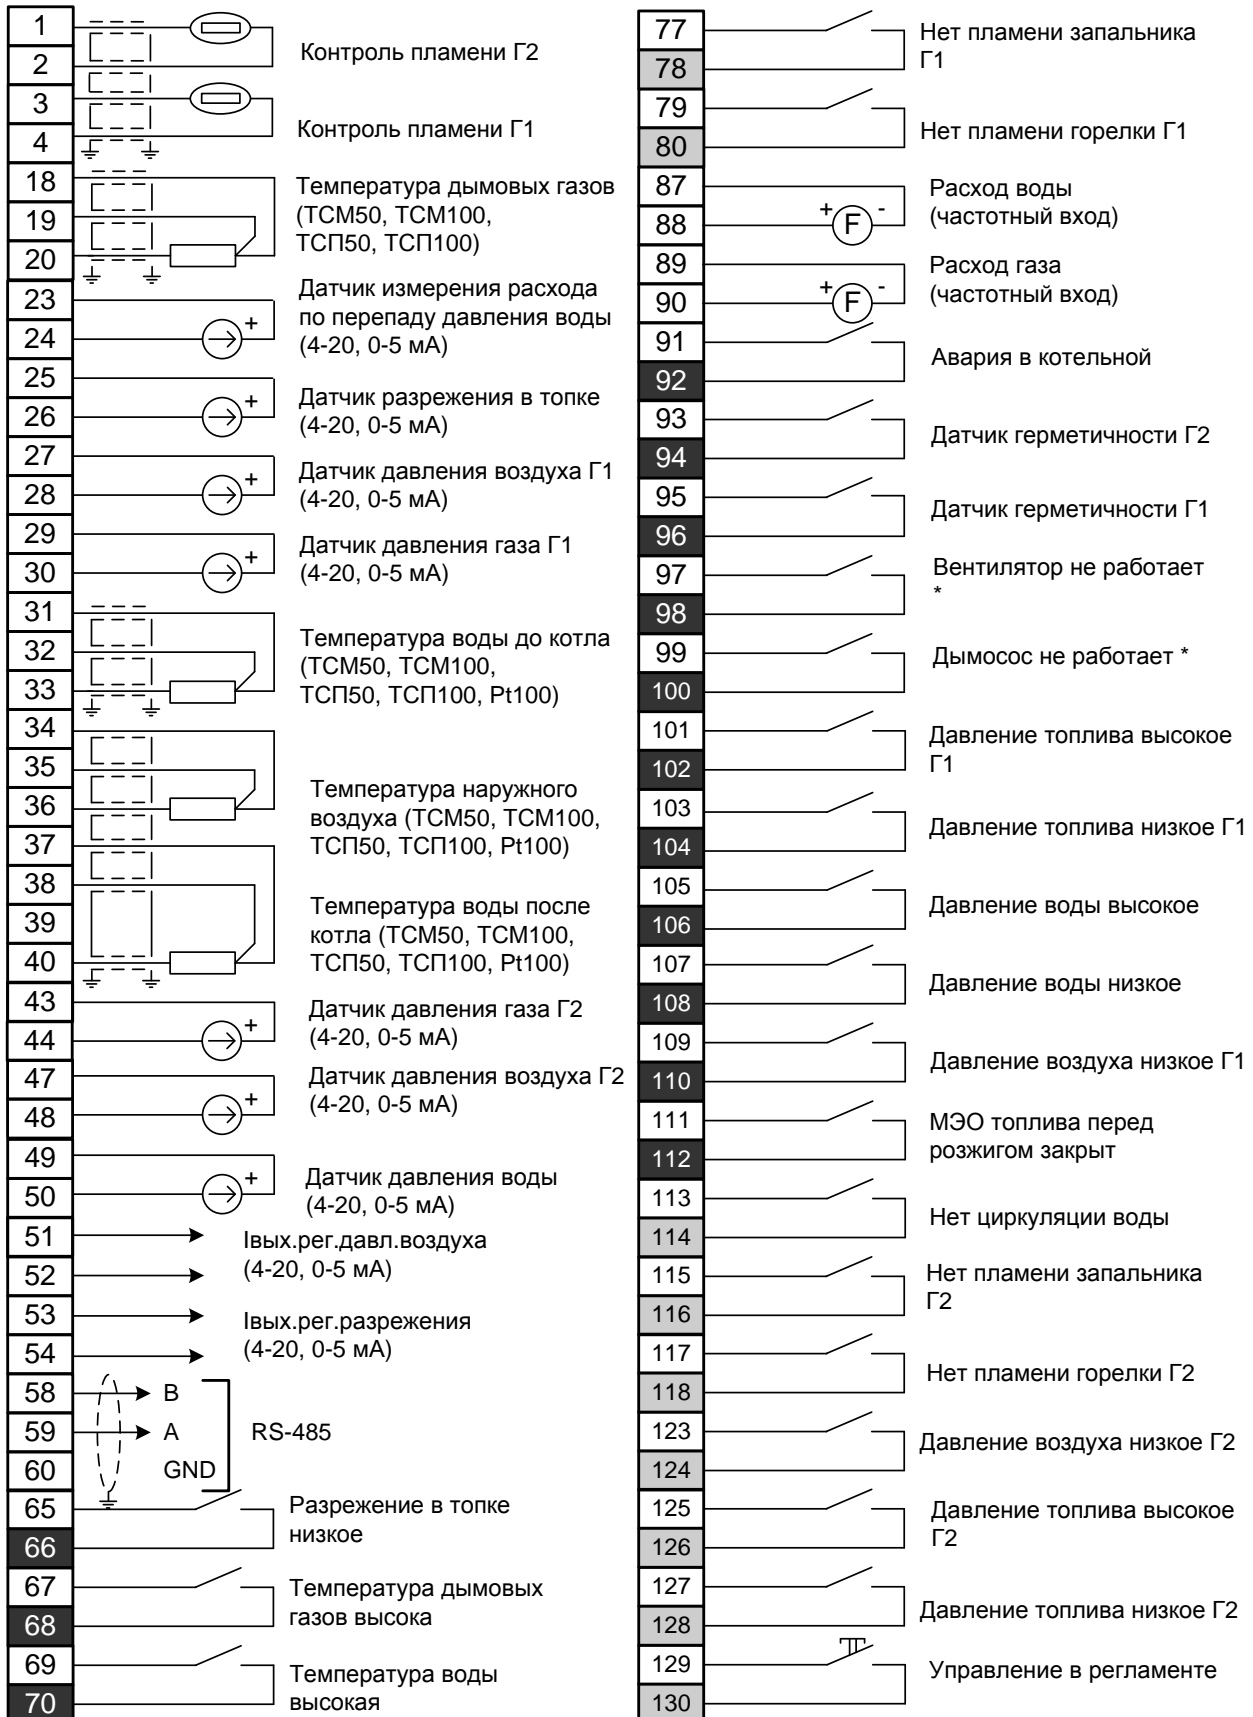 1
2
Контроль пламени Г2
3
4
Контроль пламени Г1
18
19
20
Температура дымовых газов
(ТСМ50, ТСМ100,
ТСП50, ТСП100)
23
24
+
Датчик измерения расхода
по перепаду давления воды
(4-20, 0-5 мА)
25
26
+
Датчик разрежения в топке
(4-20, 0-5 мА)
27
28
+
Датчик давления воздуха Г1
(4-20, 0-5 мА)
29
30
+
Датчик давления газа Г1
(4-20, 0-5 мА)
31
32
33
Температура воды до котла
(ТСМ50, ТСМ100,
ТСП50, ТСП100, Pt100)
34
35
36
Температура наружного
воздуха (ТСМ50, ТСМ100,
ТСП50, ТСП100, Pt100)
37
38
39
40
Температура воды после
котла (ТСМ50, ТСМ100,
ТСП50, ТСП100, Pt100)
43
44
+
Датчик давления газа Г2
(4-20, 0-5 мА)
47
48
+
Датчик давления воздуха Г2
(4-20, 0-5 мА)
49
50
+
Датчик давления воды
(4-20, 0-5 мА)
51
52
Iвых.рег.давл.воздуха
(4-20, 0-5 мА)
53
54
Iвых.рег.разрежения
(4-20, 0-5 мА)
58
B
59
A
60
GND
RS-485
65
66
Разрежение в топке
низкое
67
68
Температура дымовых
газов высока
69
70
Температура воды
высокая
77
78
Нет пламени запальника
Г1
79
80
Нет пламени горелки Г1
87
88
+ F -
Расход воды
(частотный вход)
89
90
+ F -
Расход газа
(частотный вход)
91
92
Авария в котельной
93
94
Датчик герметичности Г2
95
96
Датчик герметичности Г1
97
98
Вентилятор не работает
*
99
100
Дымосос не работает *
101
102
Давление топлива высокое
Г1
103
104
Давление топлива низкое Г1
105
106
Давление воды высокое
107
108
Давление воды низкое
109
110
Давление воздуха низкое Г1
111
112
МЭО топлива перед
розжигом закрыт
113
114
Нет циркуляции воды
115
116
Нет пламени запальника
Г2
117
118
Нет пламени горелки Г2
123
124
Давление воздуха низкое Г2
125
126
Давление топлива высокое
Г2
127
128
Давление топлива низкое Г2
129
130
Управление в регламенте